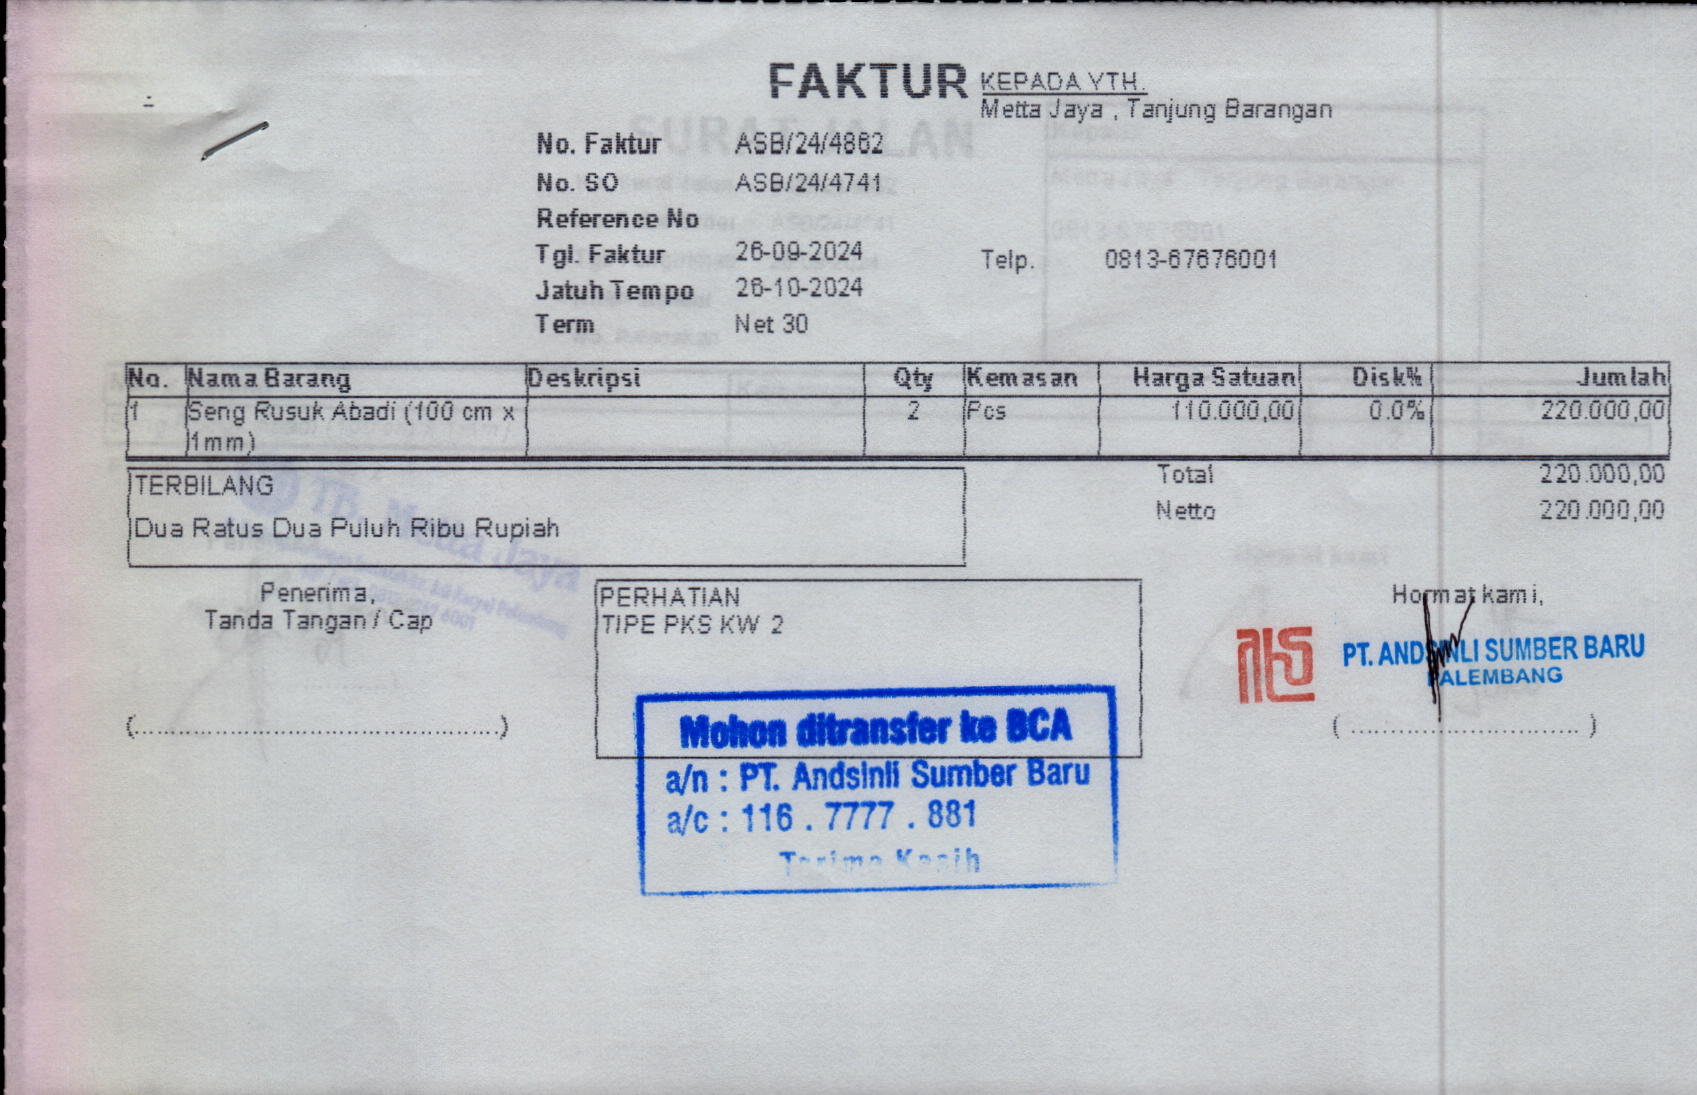 FAKTUR
KEPADA YTH.
Metta Jaya , Tanjung Barangan
No. Faktur ASB/24/4862
No. SO ASB/24/4741
Reference No
Tgl. Faktur 26-09-2024
Telp. 0813-67676001
Jatuh Tempo 26-10-2024
Term Net 30
No. Nama Barang Deskripsi Qty Kemasan Harga Satuan Disk% Jumlah
1 Seng Rusuk Abadi (100 cm x 2 Pcs 110.000,00 0.0% 220.000,00
1mm)
TERBILANG
Dua Ratus Dua Puluh Ribu Rupiah
Total 220.000,00
Netto 220.000,00
Penerima,
Tanda Tangan / Cap
(............................................)
PERHATIAN
TIPE PKS KW 2
Mohon ditransfer ke BCA
a/n : PT. Andsinli Sumber Baru
a/c : 116 . 7777 . 881
Terima Kasih
Hormat kami,
PT. ANDSINLI SUMBER BARU
PALEMBANG
( ............................ )